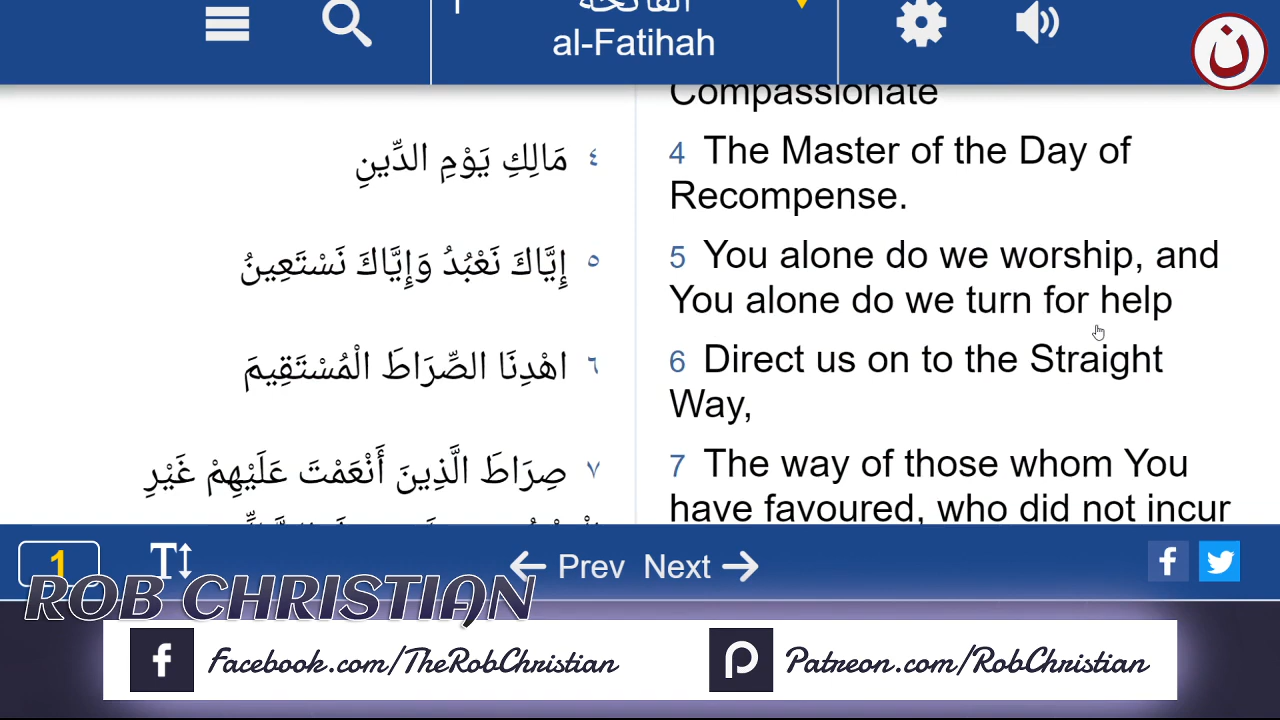 الفاتحة
al-Fatihah
ن
Compassionate
٤ مَالِكِ يَوْمِ الدِّينِ
4 The Master of the Day of
Recompense.
٥ إِيَّاكَ نَعْبُدُ وَإِيَّاكَ نَسْتَعِينُ
5 You alone do we worship, and
You alone do we turn for help
٦ اهْدِنَا الصِّرَاطَ الْمُسْتَقِيمَ
6 Direct us on to the Straight
Way,
٧ صِرَاطَ الَّذِينَ أَنْعَمْتَ عَلَيْهِمْ غَيْرِ
7 The way of those whom You
have favoured, who did not incur
1 T Prev Next
ROB CHRISTIAN
Facebook.com/TheRobChristian
Patreon.com/RobChristian